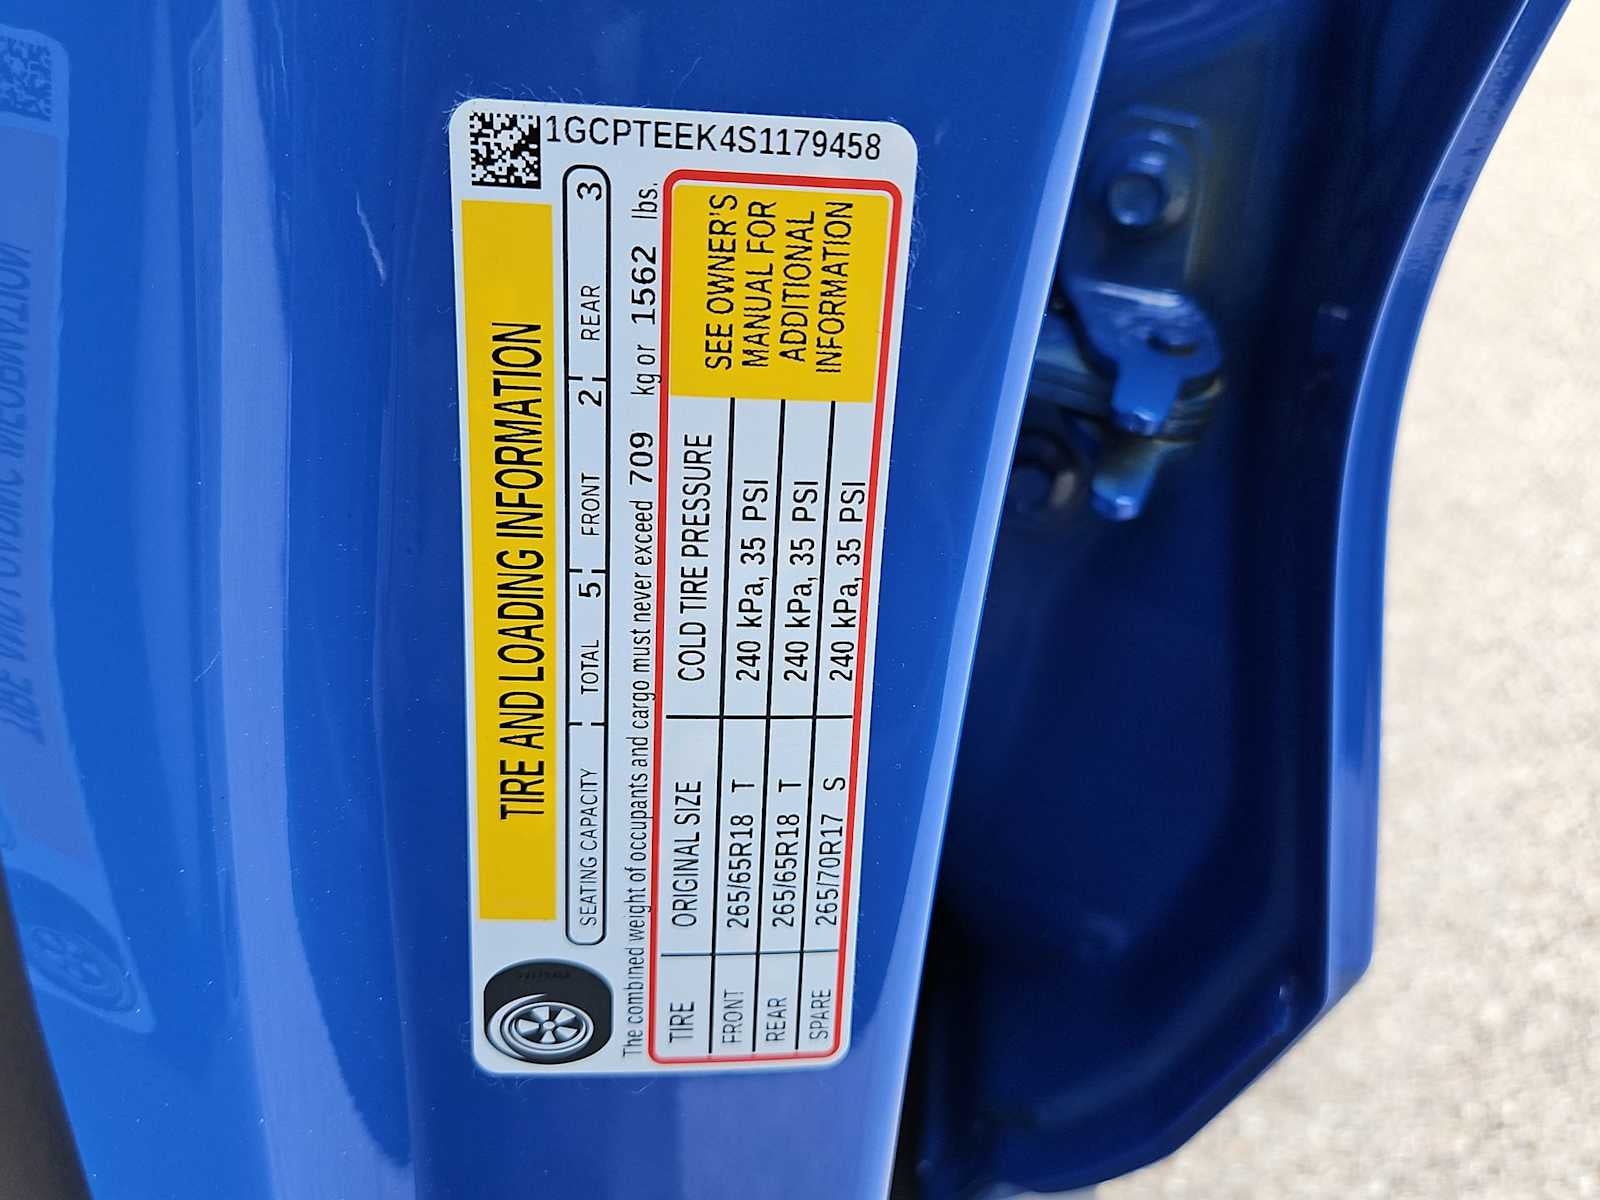 1GCPTEEK4S1179458
TIRE AND LOADING INFORMATION
SEATING CAPACITY TOTAL 5 FRONT 2 REAR 3
The combined weight of occupants and cargo must never exceed 709 kg or 1562 lbs.
TIRE ORIGINAL SIZE COLD TIRE PRESSURE
FRONT 265/65R18 T 240 kPa, 35 PSI
REAR 265/65R18 T 240 kPa, 35 PSI
SPARE 265/70R17 S 240 kPa, 35 PSI
SEE OWNER'S
MANUAL FOR
ADDITIONAL
INFORMATION